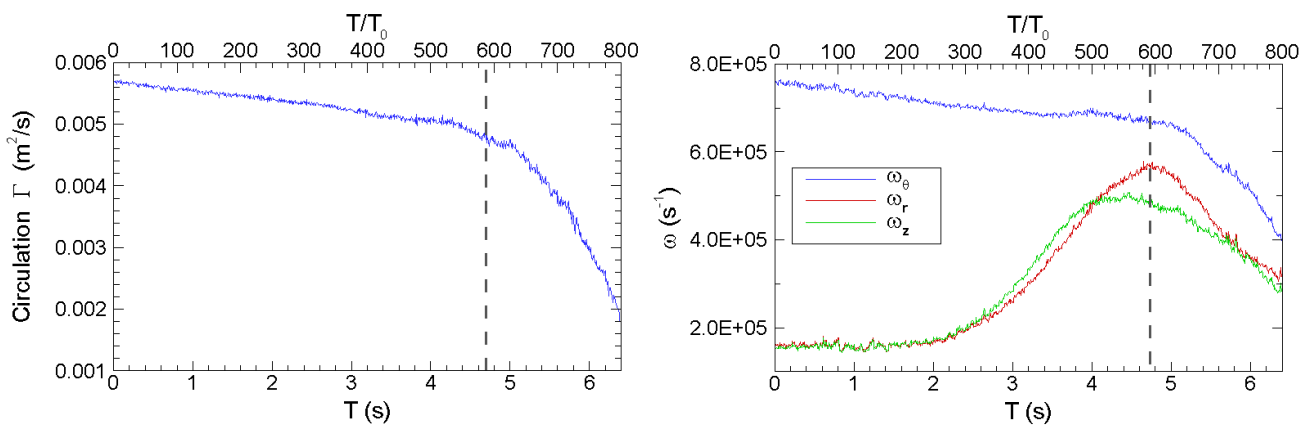 T/T₀
0 100 200 300 400 500 600 700 800
0.006
0.005
0.004
0.003
0.002
0.001
Circulation Γ (m²/s)
0 1 2 3 4 5 6
T (s)
T/T₀
0 100 200 300 400 500 600 700 800
8.0E+05
6.0E+05
4.0E+05
2.0E+05
ω (s⁻¹)
ω_θ
ω_r
ω_z
0 1 2 3 4 5 6
T (s)